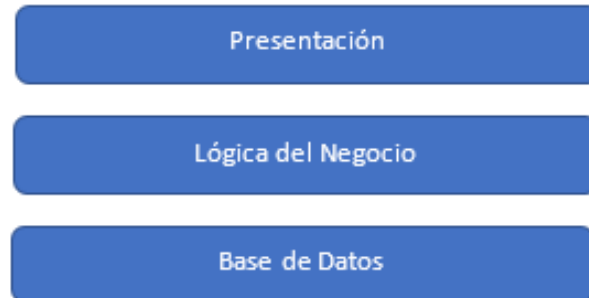 Presentación
Lógica del Negocio
Base de Datos